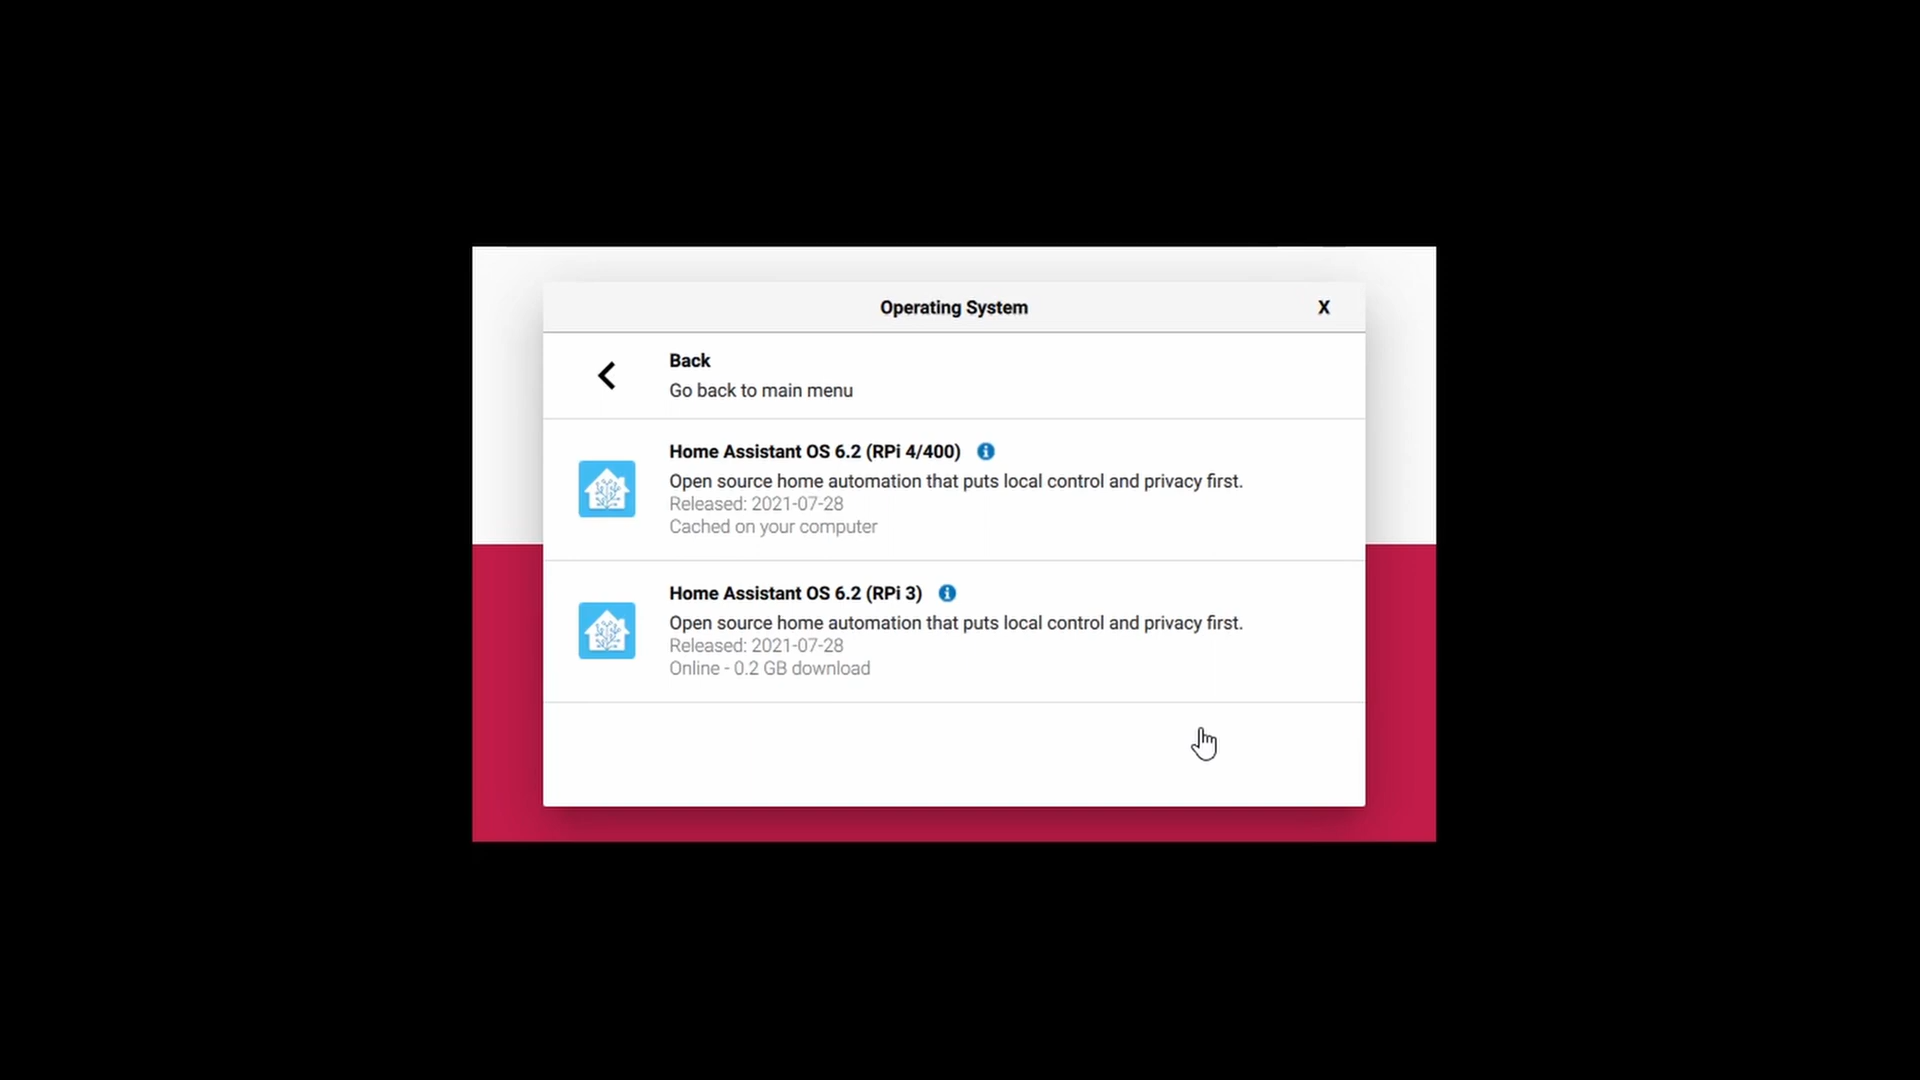 Operating System
X
Back
Go back to main menu
Home Assistant OS 6.2 (RPi 4/400)
Open source home automation that puts local control and privacy first.
Released: 2021-07-28
Cached on your computer
Home Assistant OS 6.2 (RPi 3)
Open source home automation that puts local control and privacy first.
Released: 2021-07-28
Online - 0.2 GB download